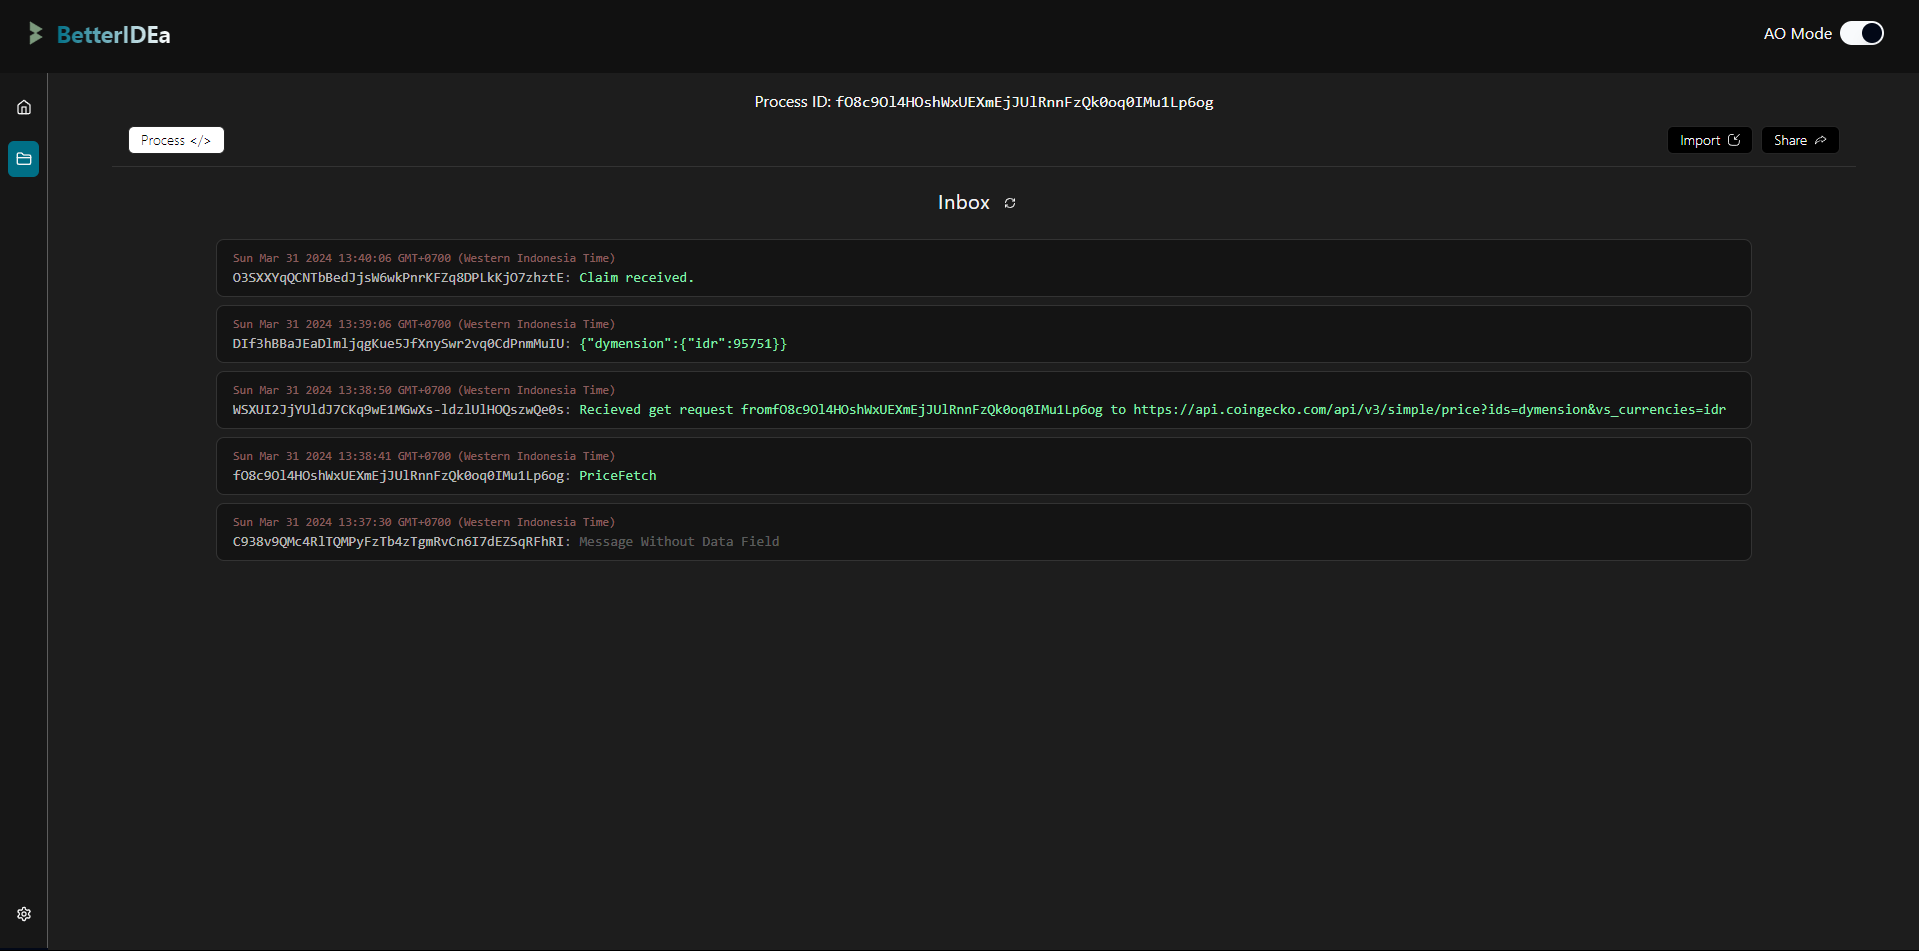 BetterIDEa
AO Mode
Process ID: fO8c9Ol4HOshWxUEXmEjJUlRnnFzQk0oq0IMu1Lp6og
Process </>
Import
Share
Inbox
Sun Mar 31 2024 13:40:06 GMT+0700 (Western Indonesia Time)
O3SXXYqQCNTbBedJjsW6wkPnrKFZq8DPLkKjO7zhztE: Claim received.
Sun Mar 31 2024 13:39:06 GMT+0700 (Western Indonesia Time)
DIf3hBBaJEaDlmljqgKue5JfXnySwr2vq0CdPnmMuIU: {"dymension":{"idr":95751}}
Sun Mar 31 2024 13:38:50 GMT+0700 (Western Indonesia Time)
WSXUI2JjYUldJ7CKq9wE1MGwXs-ldzlUlHOQszwQe0s: Recieved get request fromfO8c9Ol4HOshWxUEXmEjJUlRnnFzQk0oq0IMu1Lp6og to https://api.coingecko.com/api/v3/simple/price?ids=dymension&vs_currencies=idr
Sun Mar 31 2024 13:38:41 GMT+0700 (Western Indonesia Time)
fO8c9Ol4HOshWxUEXmEjJUlRnnFzQk0oq0IMu1Lp6og: PriceFetch
Sun Mar 31 2024 13:37:30 GMT+0700 (Western Indonesia Time)
C938v9QMc4RlTQMPyFzTb4zTgmRvCn6I7dEZSqRFhRI: Message Without Data Field